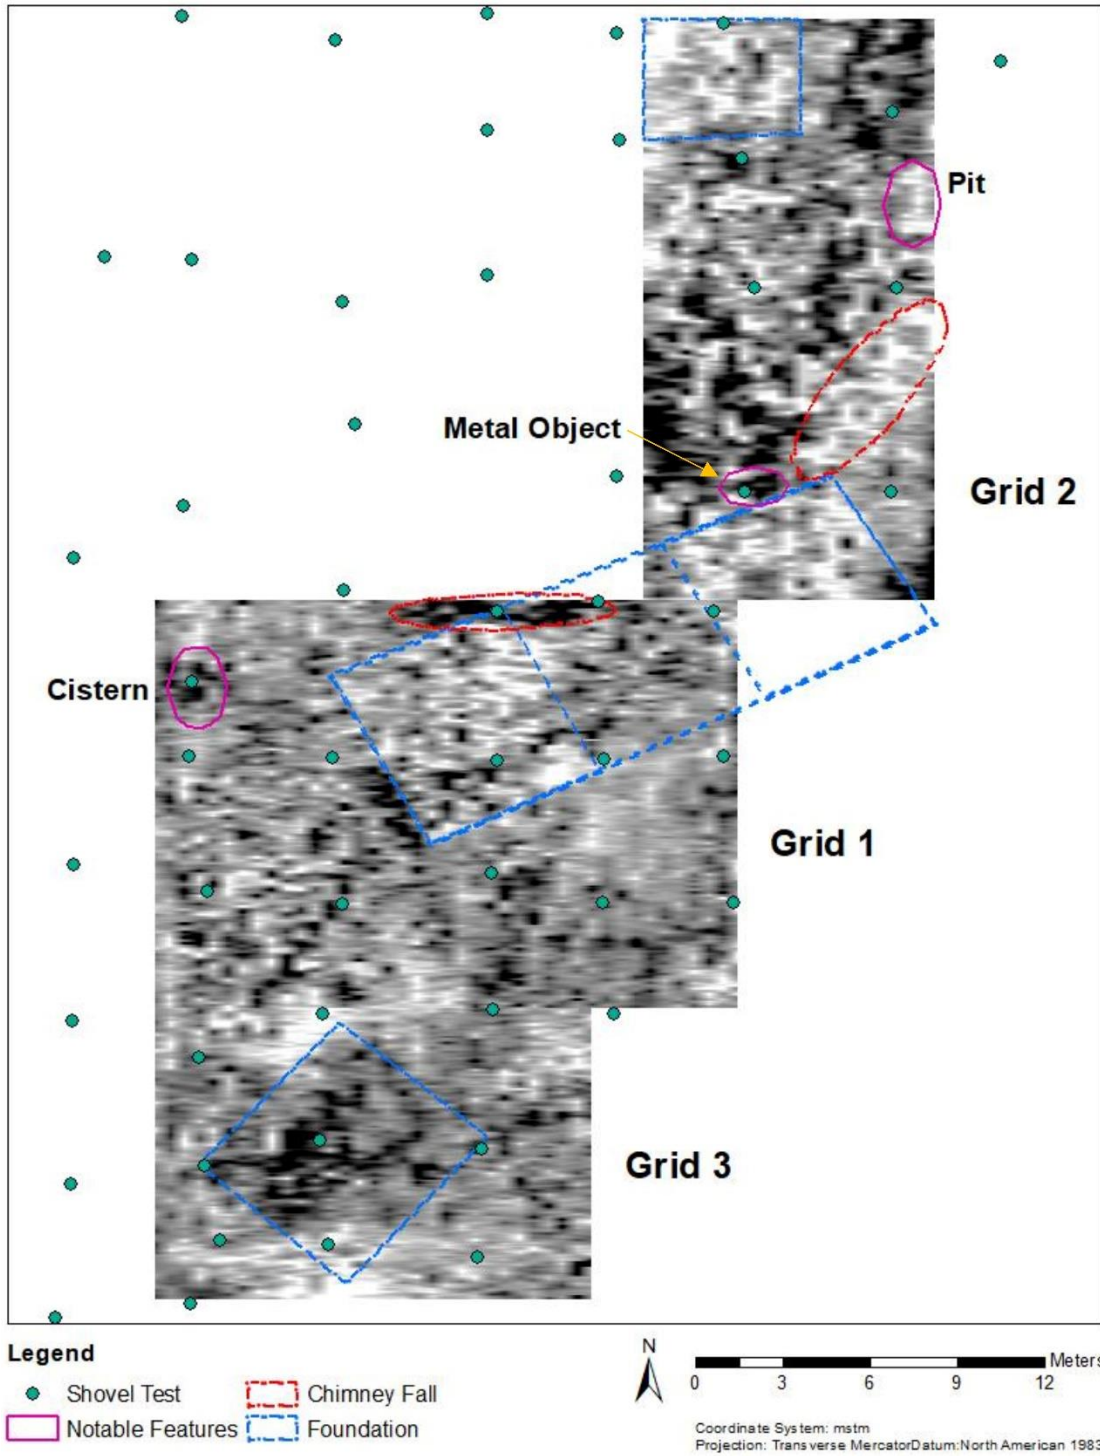 Pit
Metal Object
Grid 2
Cistern
Grid 1
Grid 3
Legend
Shovel Test
Chimney Fall
Notable Features
Foundation
N
Meters
0 3 6 9 12
Coordinate System: mstm
Projection: Transverse MercatorDatum:North American 1983